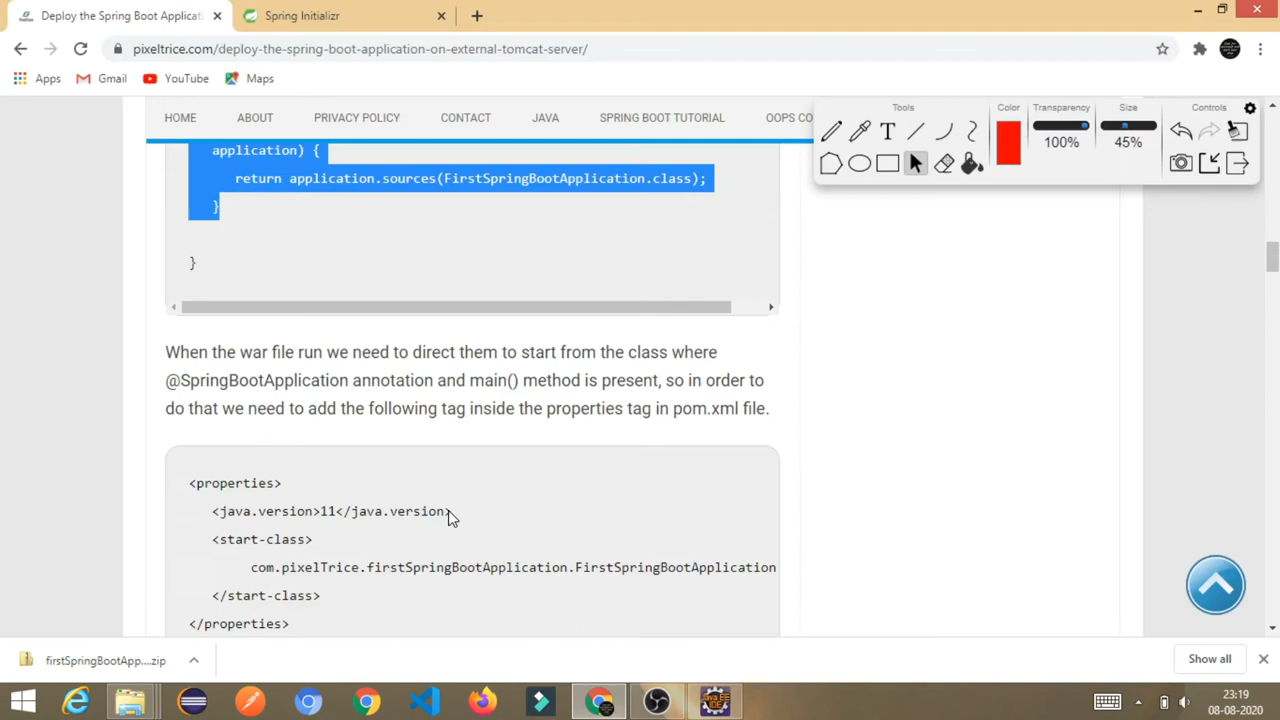 Deploy the Spring Boot Applicati
Spring Initializr
pixeltrice.com/deploy-the-spring-boot-application-on-external-tomcat-server/
Apps
Gmail
YouTube
Maps
HOME
ABOUT
PRIVACY POLICY
CONTACT
JAVA
SPRING BOOT TUTORIAL
OOPS CO
Tools
Color
Transparency
Size
Controls
T
100%
45%
application) {
return application.sources(FirstSpringBootApplication.class);
}
}
When the war file run we need to direct them to start from the class where
@SpringBootApplication annotation and main() method is present, so in order to
do that we need to add the following tag inside the properties tag in pom.xml file.
<properties>
<java.version>11</java.version>
<start-class>
com.pixelTrice.firstSpringBootApplication.FirstSpringBootApplication
</start-class>
</properties>
firstSpringBootApp....zip
Show all
Java EE
IDE
23:19
08-08-2020